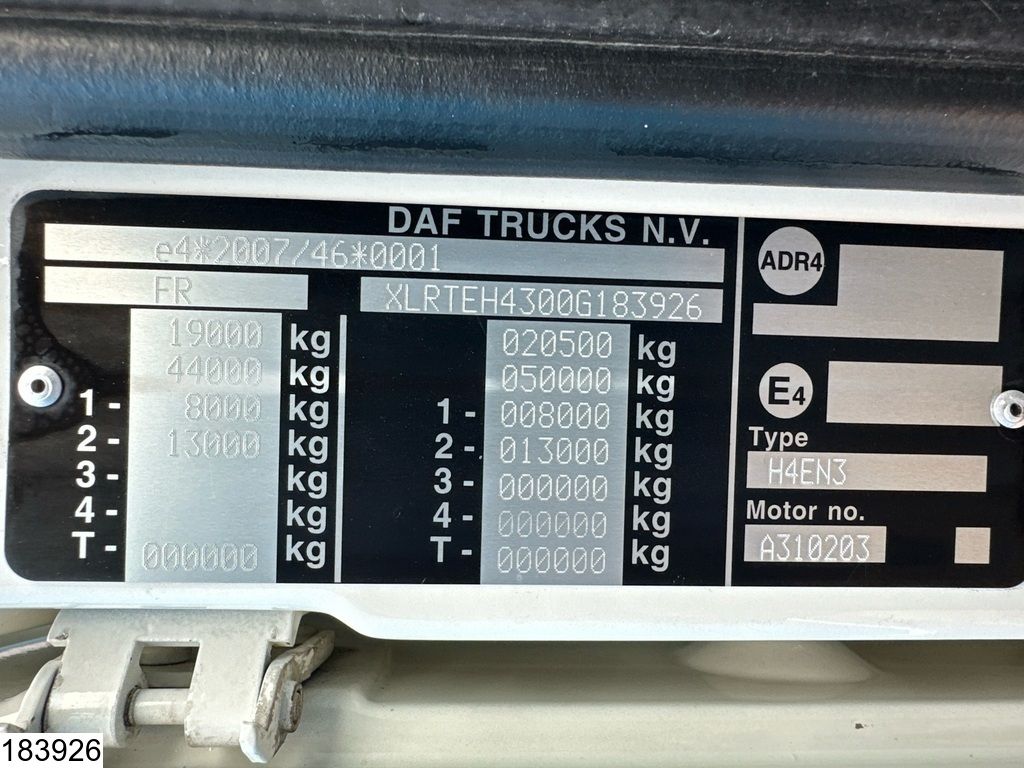 DAF TRUCKS N.V.
e4*2007/46*0001
FR
XLRTEH4300G183926
19000 kg
44000 kg
1- 8000 kg
2- 13000 kg
3- kg
4- kg
T- 000000 kg
020500 kg
050000 kg
1- 008000 kg
2- 013000 kg
3- 000000 kg
4- 000000 kg
T- 000000 kg
ADR4
E4
Type
H4EN3
Motor no.
A310203
183926